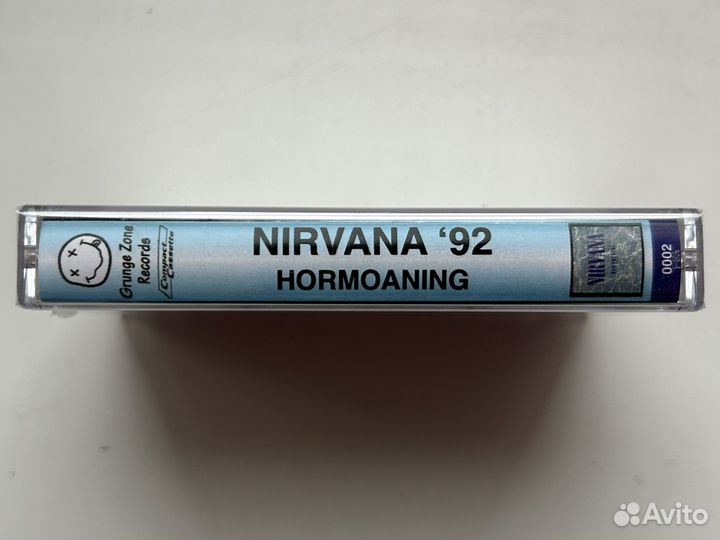 Grunge Zone
Records
Compact
Cassette
NIRVANA ‘92
HORMOANING
NIRVANA
0002
Avito